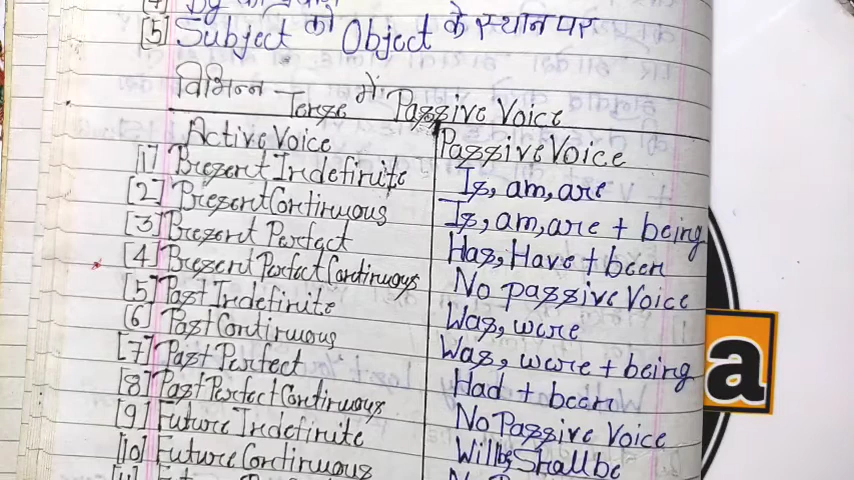 [5] Subject को Object के स्थान पर
विभिन्न Tense में Passive Voice
Active Voice Passive Voice
[1] Present Indefinite Is, am, are
[2] Present Continuous Is, am, are + being
[3] Present Perfect Has, Have + been
[4] Present Perfect Continuous No passive Voice
[5] Past Indefinite Was, were
[6] Past Continuous Was, were + being
[7] Past Perfect Had + been
[8] Past Perfect Continuous No Passive Voice
[9] Future Indefinite Will be, Shall be
[10] Future Continuous
a